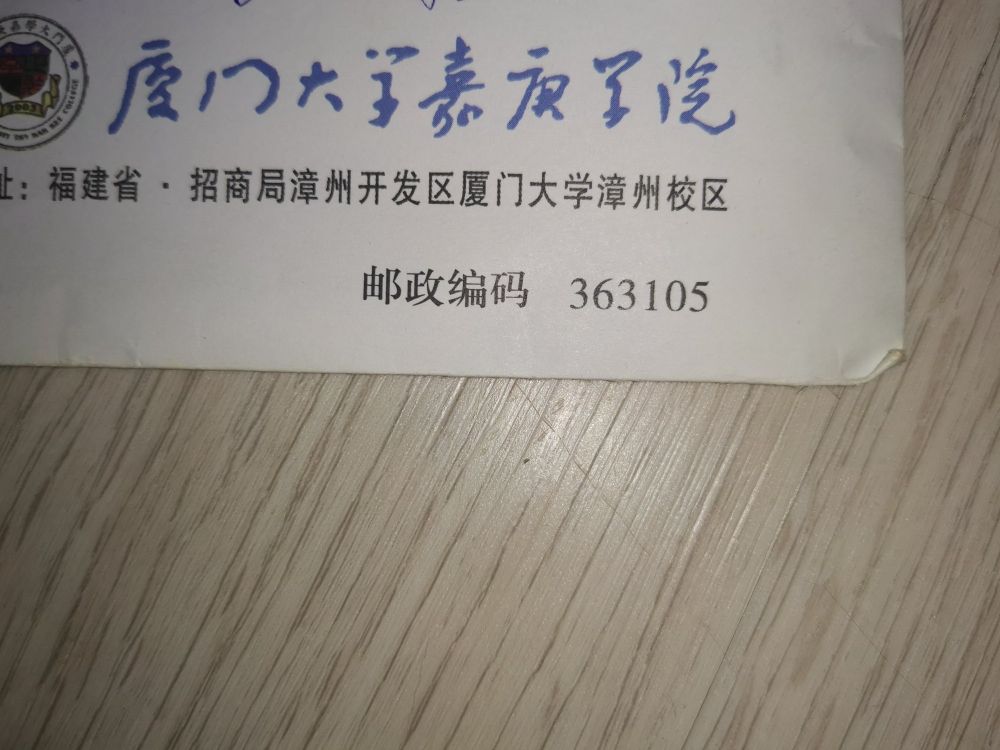 厦门大学嘉庚学院
2003
址：福建省·招商局漳州开发区厦门大学漳州校区
邮政编码 363105